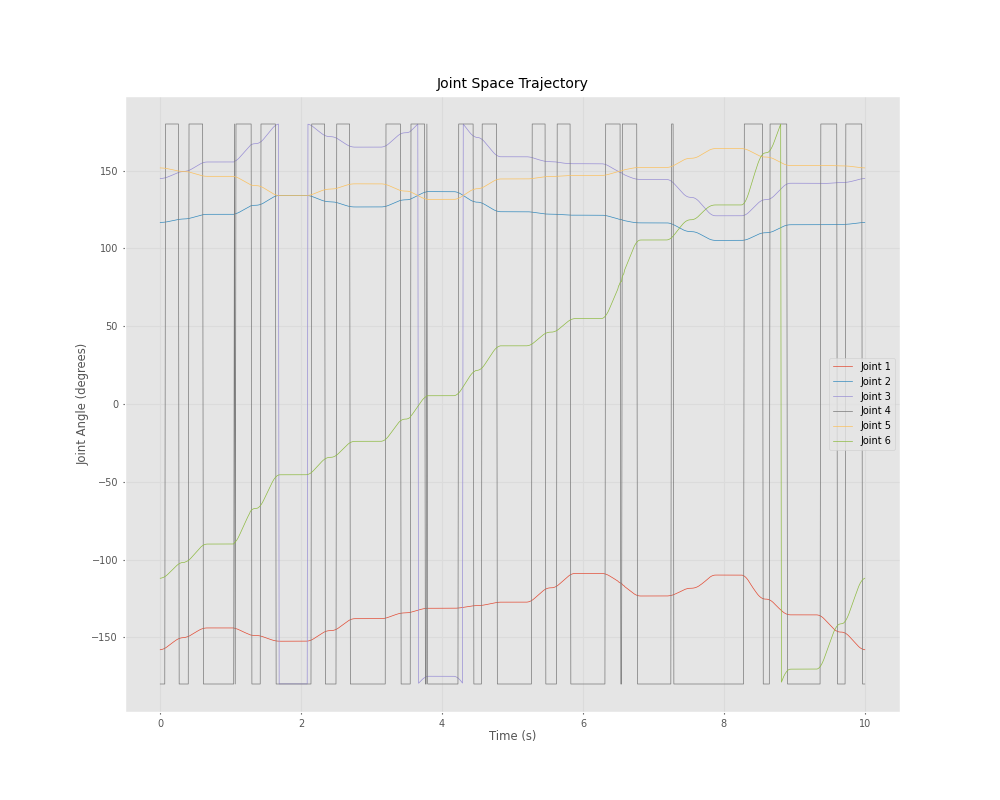 Joint Space Trajectory
Joint Angle (degrees)
150
100
50
0
−50
−100
−150
Joint 1
Joint 2
Joint 3
Joint 4
Joint 5
Joint 6
0 2 4 6 8 10
Time (s)